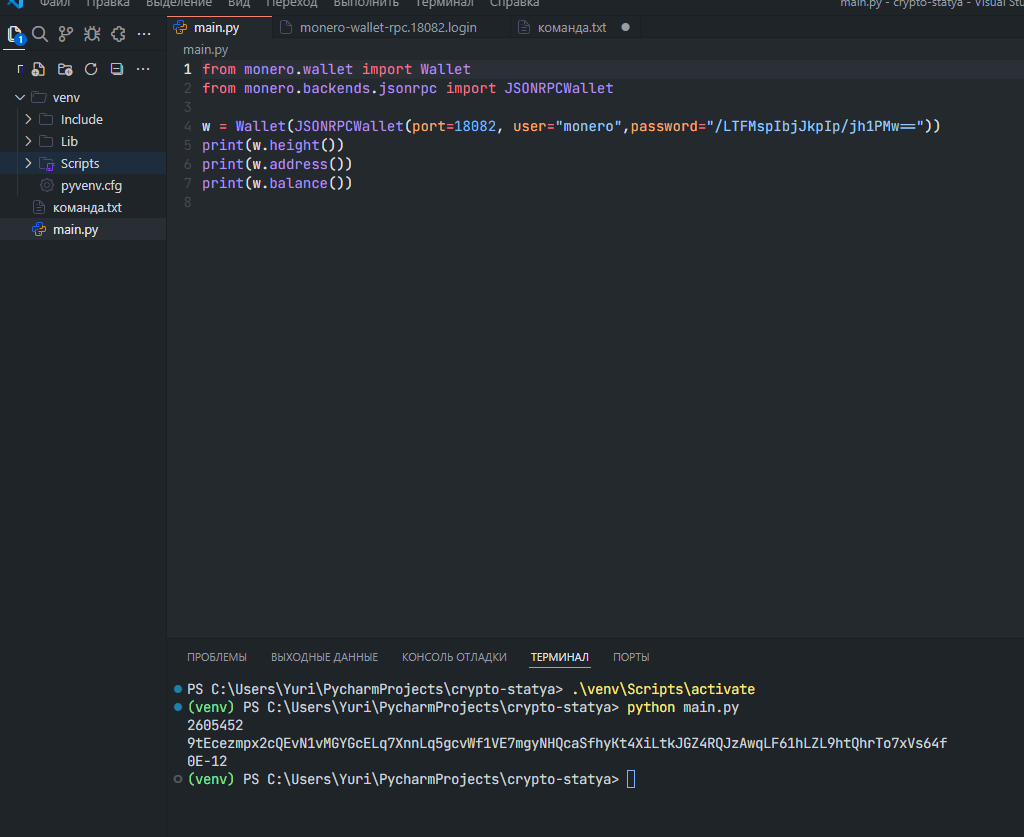 Файл Правка Выделение Вид Переход Выполнить Терминал Справка main.py - crypto-statya - Visual Stu
main.py monero-wallet-rpc.18082.login команда.txt
1
main.py
venv
Include
Lib
Scripts
pyvenv.cfg
команда.txt
main.py
1 from monero.wallet import Wallet
2 from monero.backends.jsonrpc import JSONRPCWallet
3
4 w = Wallet(JSONRPCWallet(port=18082, user="monero",password="/LTFMspIbjJkpIp/jh1PMw=="))
5 print(w.height())
6 print(w.address())
7 print(w.balance())
8
ПРОБЛЕМЫ ВЫХОДНЫЕ ДАННЫЕ КОНСОЛЬ ОТЛАДКИ ТЕРМИНАЛ ПОРТЫ
PS C:\Users\Yuri\PycharmProjects\crypto-statya> .\venv\Scripts\activate
(venv) PS C:\Users\Yuri\PycharmProjects\crypto-statya> python main.py
2605452
9tEcezmpx2cQEvN1vMGYGcELq7XnnLq5gcvWf1VE7mgyNHQcaSfhyKt4XiLtkJGZ4RQJzAwqLF61hLZL9htQhrTo7xVs64f
0E-12
(venv) PS C:\Users\Yuri\PycharmProjects\crypto-statya>